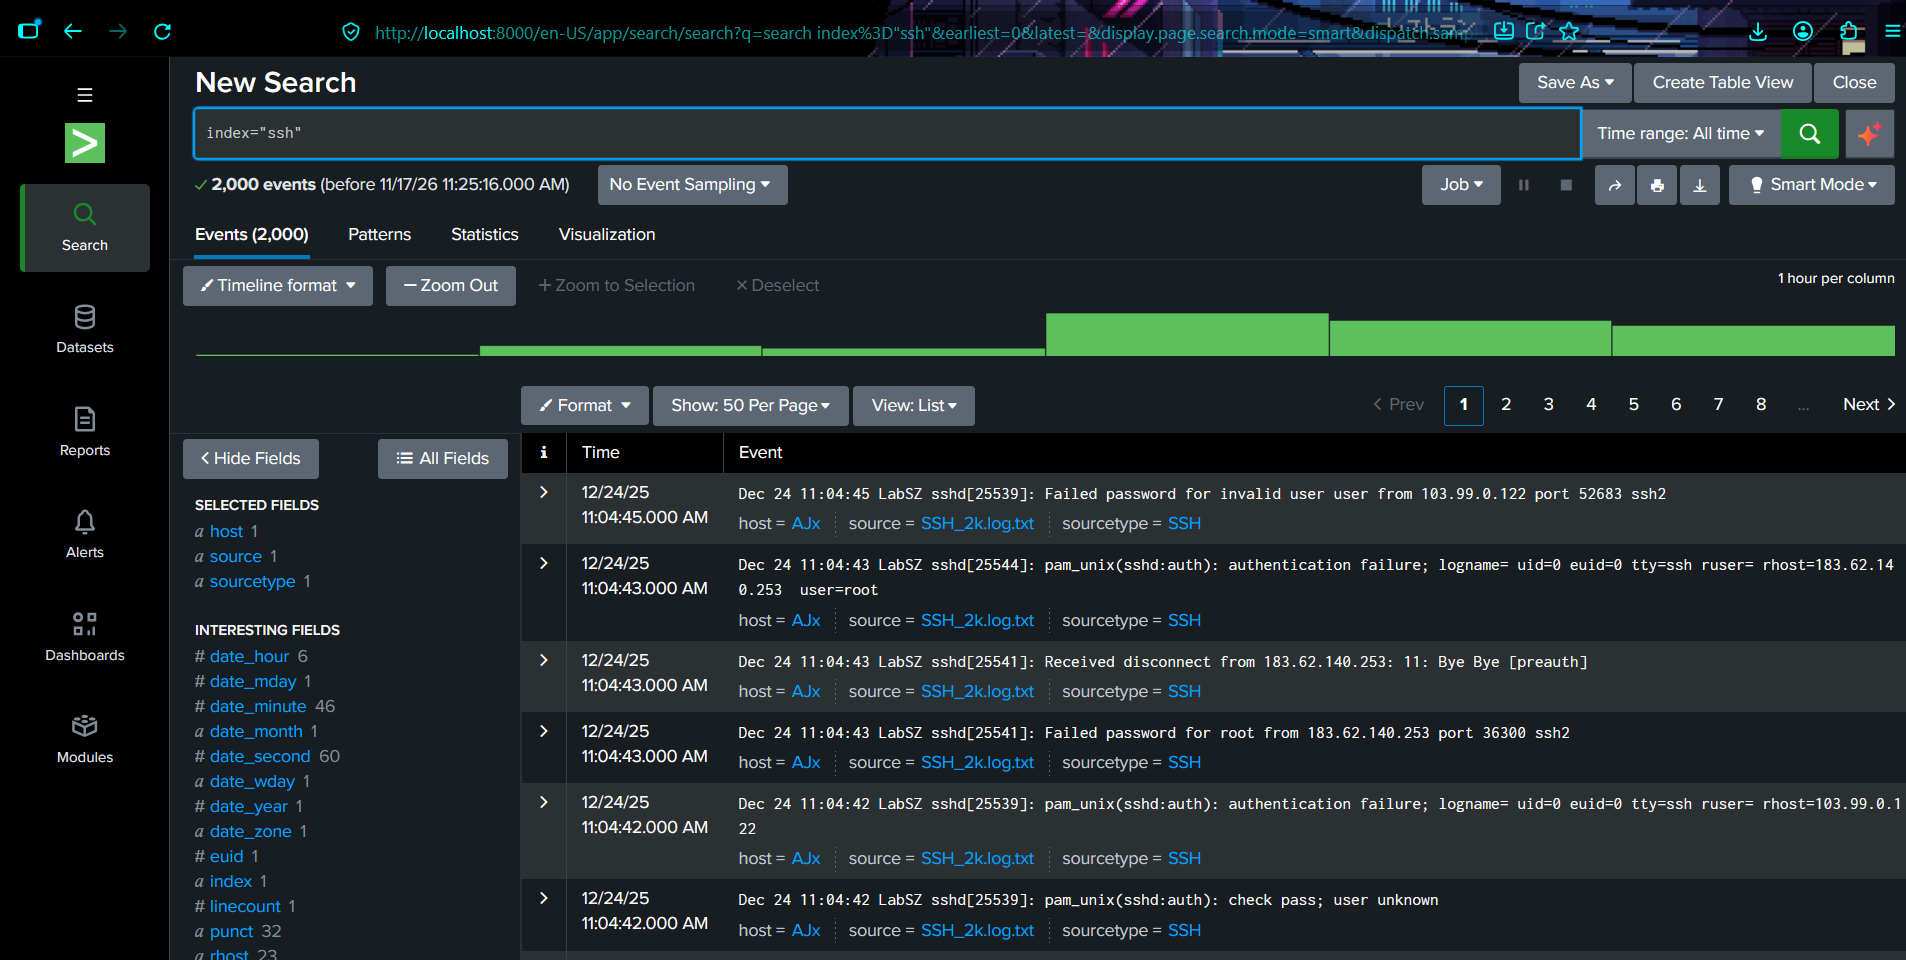 http://localhost:8000/en-US/app/search/search?q=search index%3D"ssh"&earliest=0&latest=&display.page.search.mode=smart&dispatch.sam
New Search
Save As
Create Table View
Close
index="ssh"
Time range: All time
2,000 events (before 11/17/26 11:25:16.000 AM)
No Event Sampling
Job
Smart Mode
Search
Events (2,000)
Patterns
Statistics
Visualization
Timeline format
Zoom Out
+ Zoom to Selection
× Deselect
1 hour per column
Datasets
Format
Show: 50 Per Page
View: List
< Prev
1
2
3
4
5
6
7
8
...
Next >
Reports
Hide Fields
All Fields
i
Time
Event
SELECTED FIELDS
a host 1
a source 1
a sourcetype 1
INTERESTING FIELDS
# date_hour 6
# date_mday 1
# date_minute 46
a date_month 1
# date_second 60
a date_wday 1
# date_year 1
a date_zone 1
# euid 1
a index 1
# linecount 1
a punct 32
a rhost 23
Alerts
Dashboards
Modules
12/24/25
11:04:45.000 AM
Dec 24 11:04:45 LabSZ sshd[25539]: Failed password for invalid user user from 103.99.0.122 port 52683 ssh2
host = AJx source = SSH_2k.log.txt sourcetype = SSH
12/24/25
11:04:43.000 AM
Dec 24 11:04:43 LabSZ sshd[25544]: pam_unix(sshd:auth): authentication failure; logname= uid=0 euid=0 tty=ssh ruser= rhost=183.62.14
0.253  user=root
host = AJx source = SSH_2k.log.txt sourcetype = SSH
12/24/25
11:04:43.000 AM
Dec 24 11:04:43 LabSZ sshd[25541]: Received disconnect from 183.62.140.253: 11: Bye Bye [preauth]
host = AJx source = SSH_2k.log.txt sourcetype = SSH
12/24/25
11:04:43.000 AM
Dec 24 11:04:43 LabSZ sshd[25541]: Failed password for root from 183.62.140.253 port 36300 ssh2
host = AJx source = SSH_2k.log.txt sourcetype = SSH
12/24/25
11:04:42.000 AM
Dec 24 11:04:42 LabSZ sshd[25539]: pam_unix(sshd:auth): authentication failure; logname= uid=0 euid=0 tty=ssh ruser= rhost=103.99.0.1
22
host = AJx source = SSH_2k.log.txt sourcetype = SSH
12/24/25
11:04:42.000 AM
Dec 24 11:04:42 LabSZ sshd[25539]: pam_unix(sshd:auth): check pass; user unknown
host = AJx source = SSH_2k.log.txt sourcetype = SSH